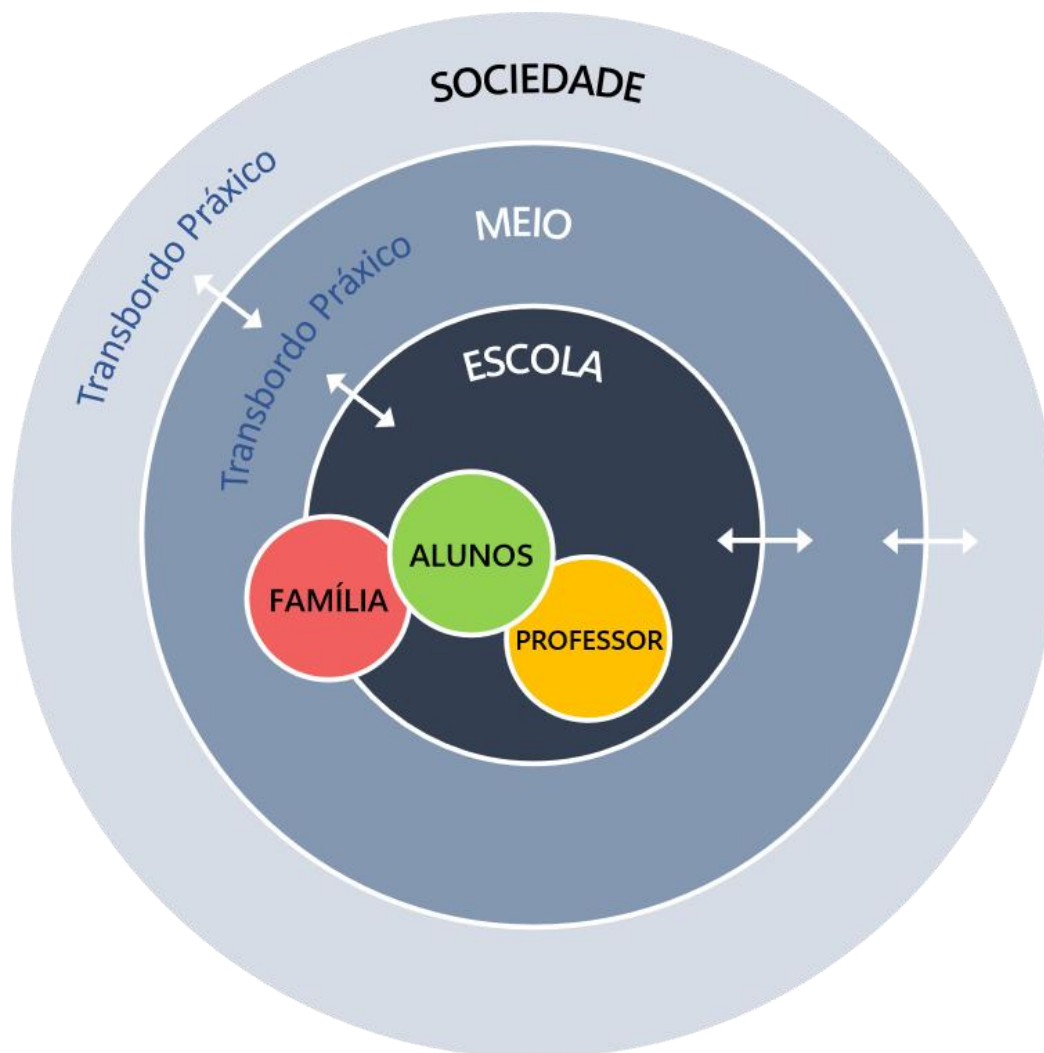 SOCIEDADE
Transbordo Práxico
MEIO
Transbordo Práxico
ESCOLA
ALUNOS
FAMÍLIA
PROFESSOR